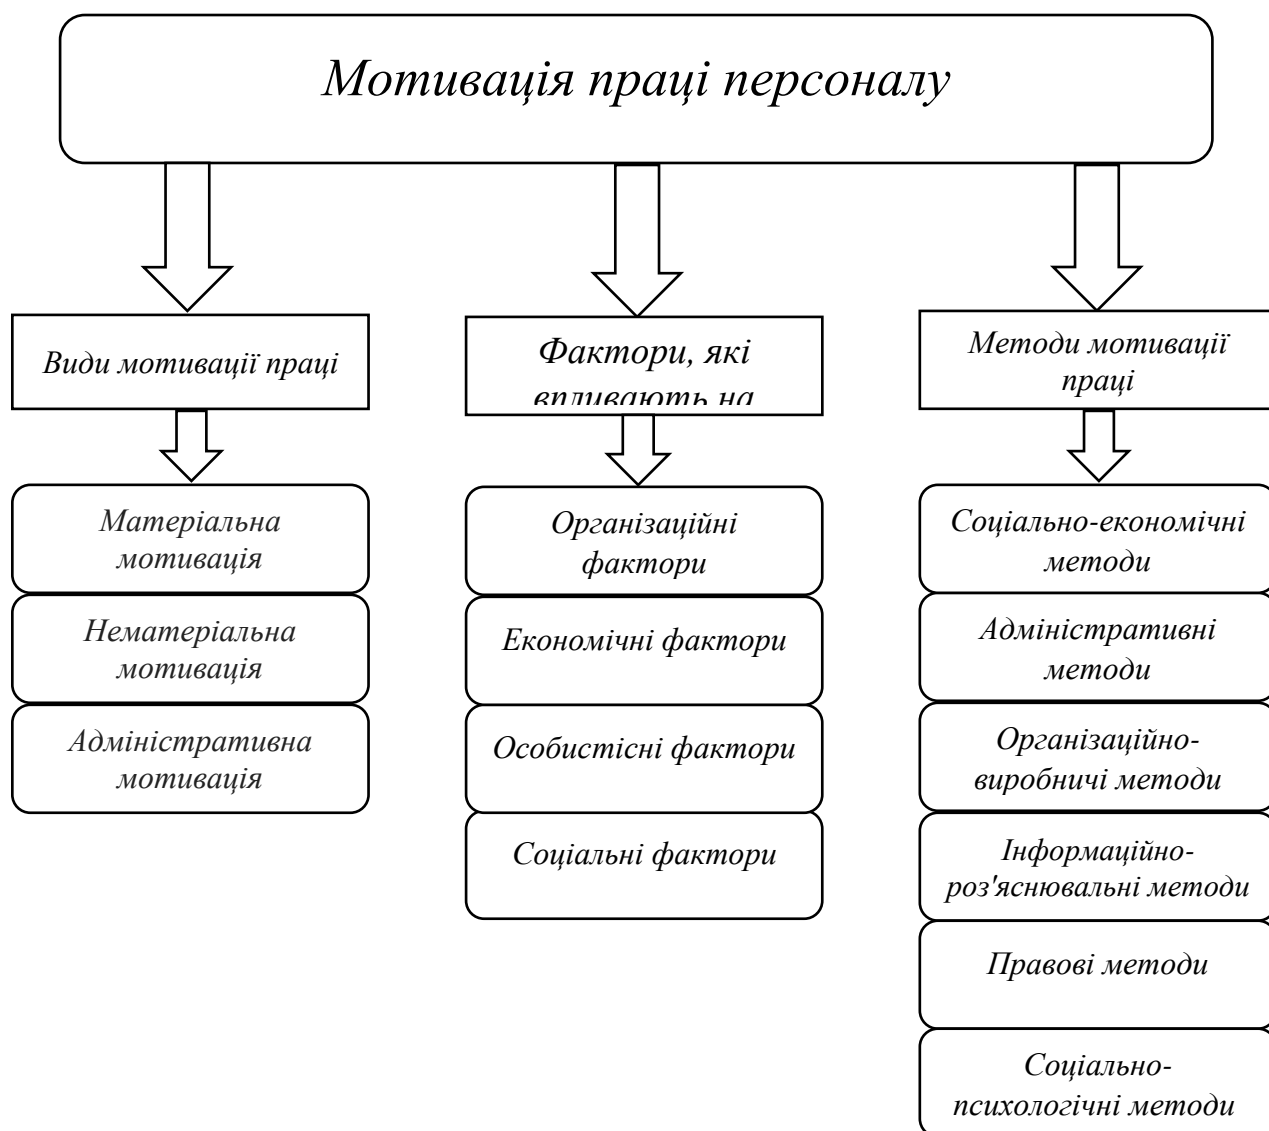 Мотивація праці персоналу
Види мотивації праці
Фактори, які
впливають на
Методи мотивації
праці
Матеріальна
мотивація
Нематеріальна
мотивація
Адміністративна
мотивація
Організаційні
фактори
Економічні фактори
Особистісні фактори
Соціальні фактори
Соціально-економічні
методи
Адміністративні
методи
Організаційно-
виробничі методи
Інформаційно-
роз'яснювальні методи
Правові методи
Соціально-
психологічні методи